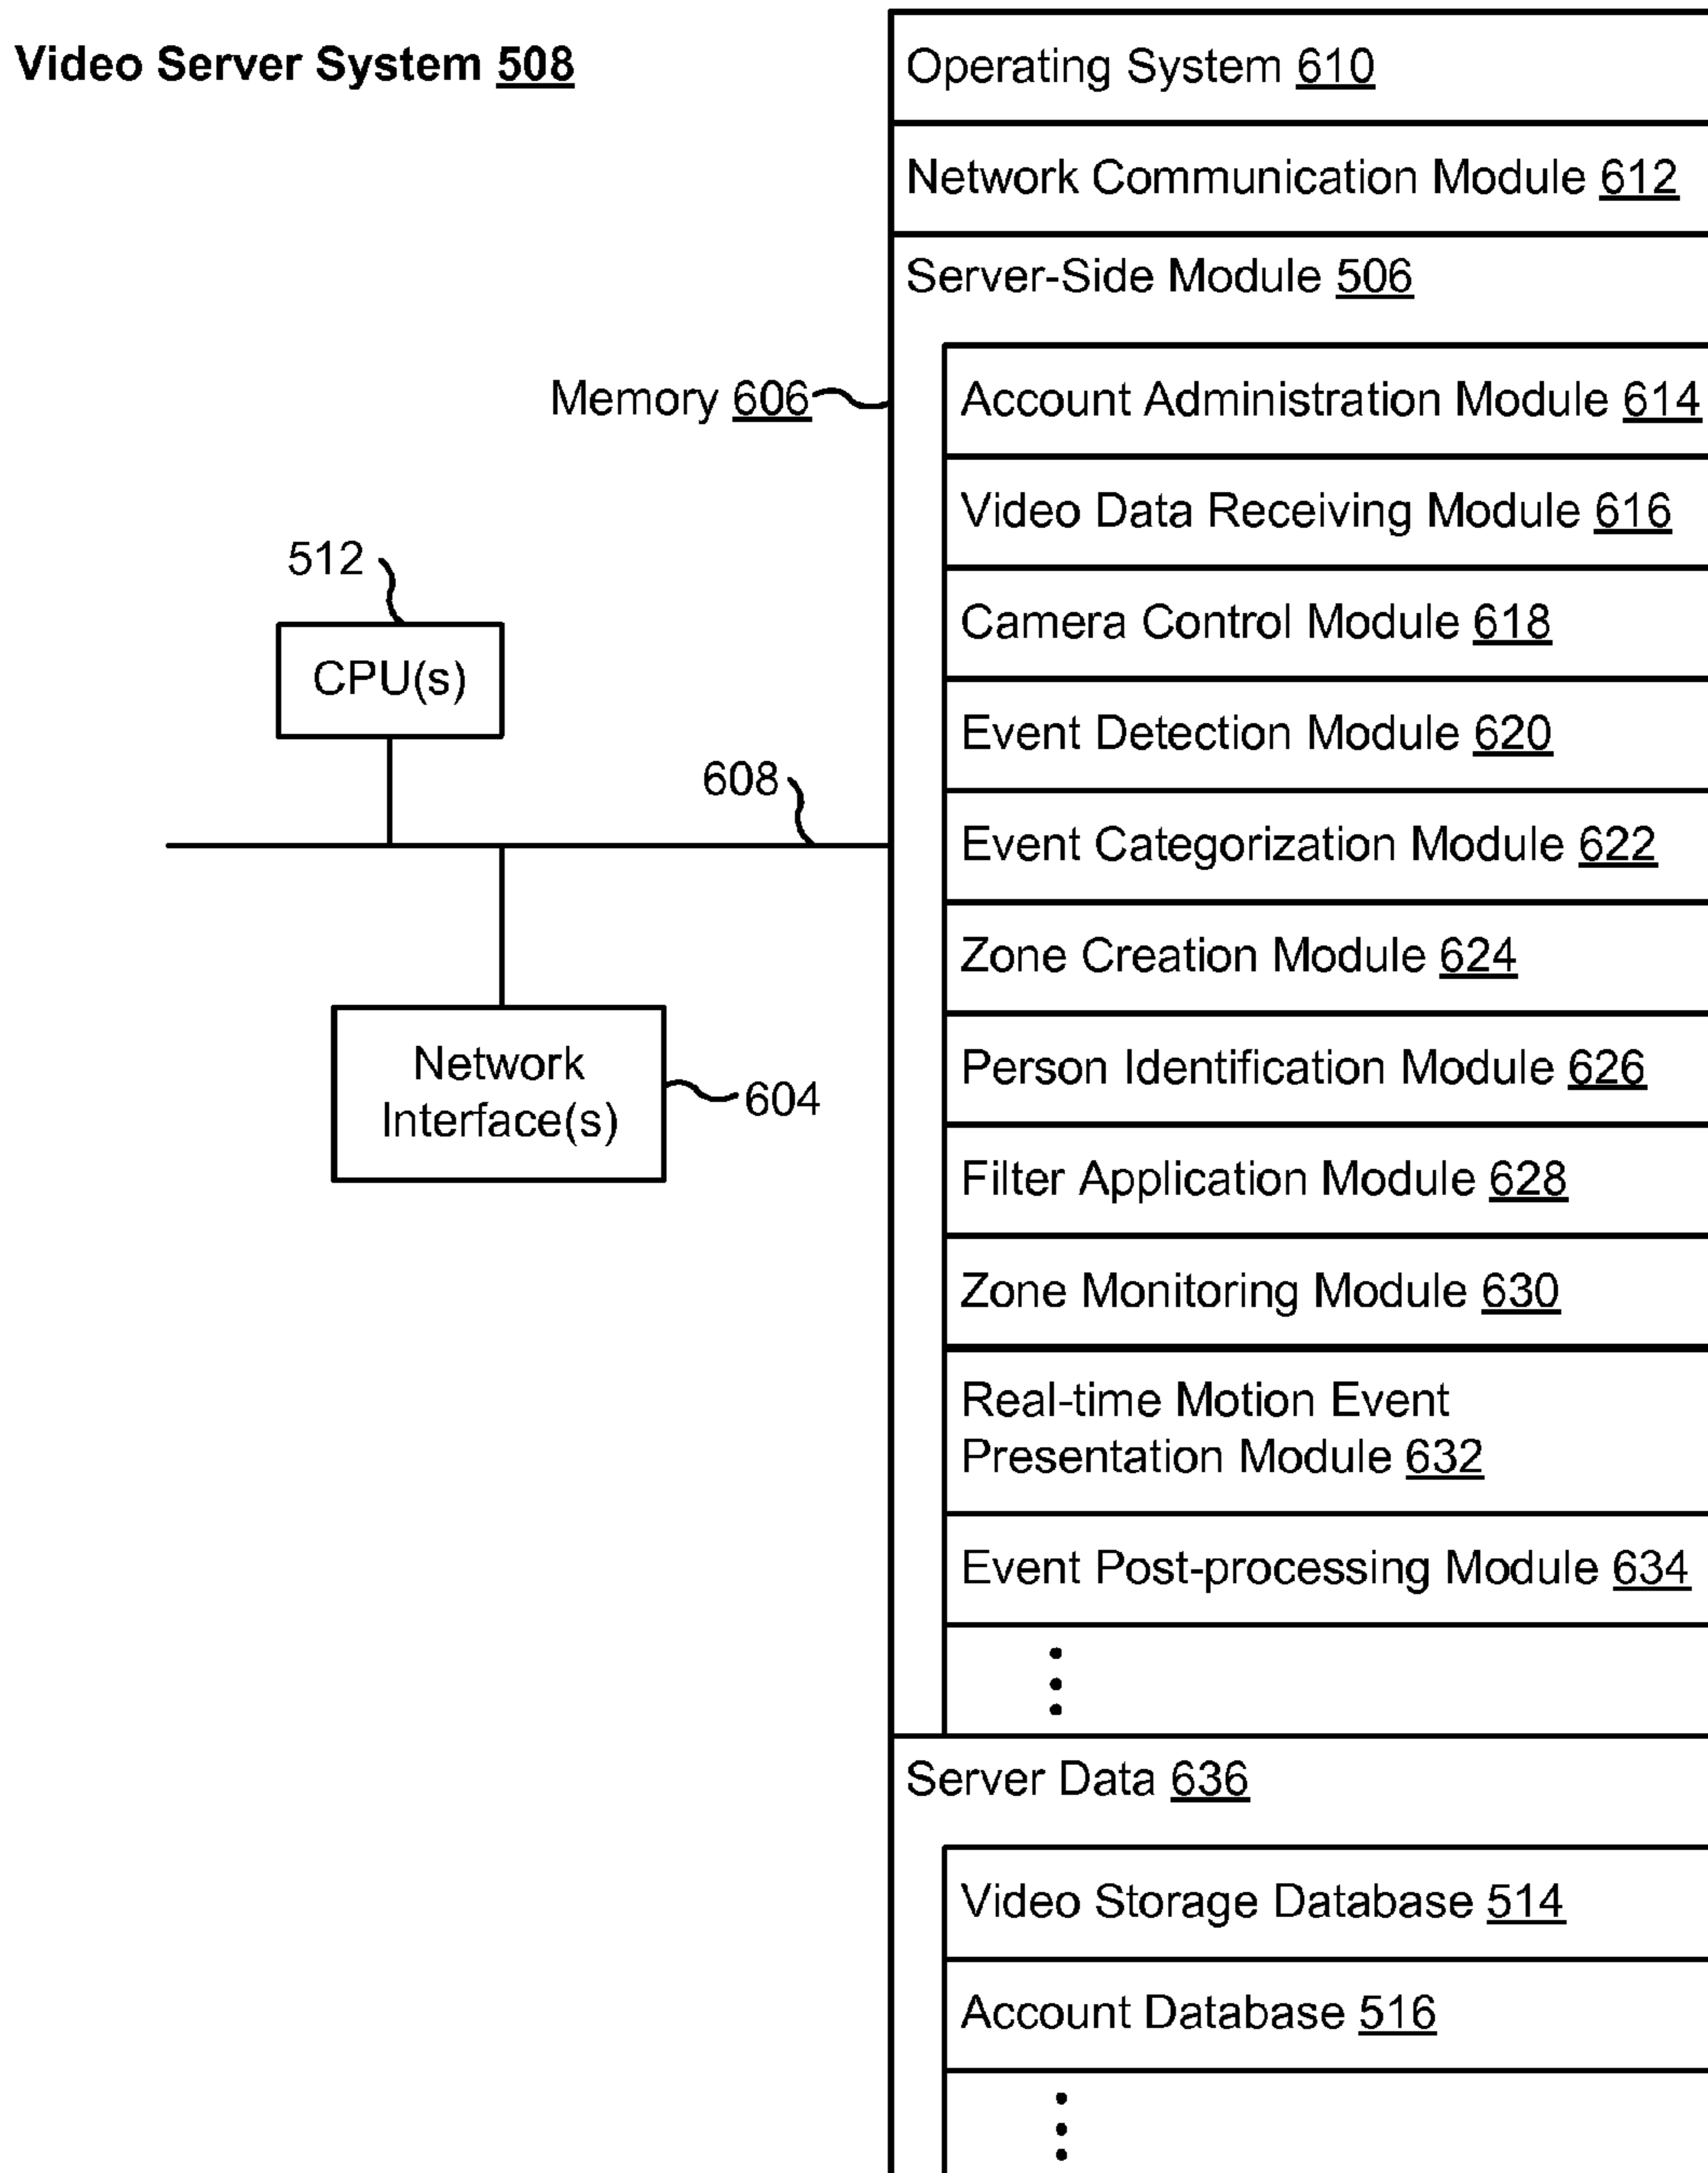 Video Server System 508
Operating System 610
Network Communication Module 612
Server-Side Module 506
Memory 606
Account Administration Module 614
Video Data Receiving Module 616
512
CPU(s)
Camera Control Module 618
Event Detection Module 620
608
Event Categorization Module 622
Zone Creation Module 624
Network
Interface(s)
604
Person Identification Module 626
Filter Application Module 628
Zone Monitoring Module 630
Real-time Motion Event
Presentation Module 632
Event Post-processing Module 634
Server Data 636
Video Storage Database 514
Account Database 516